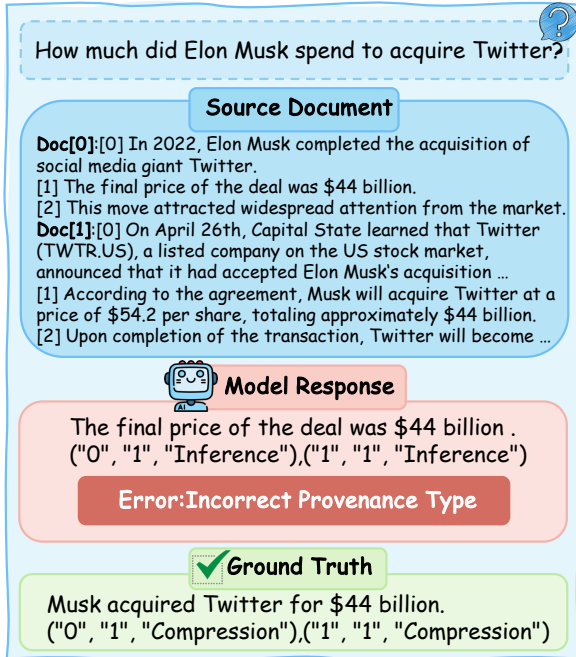 How much did Elon Musk spend to acquire Twitter?
Source Document
Doc[0]:[0] In 2022, Elon Musk completed the acquisition of
social media giant Twitter.
[1] The final price of the deal was $44 billion.
[2] This move attracted widespread attention from the market.
Doc[1]:[0] On April 26th, Capital State learned that Twitter
(TWTR.US), a listed company on the US stock market,
announced that it had accepted Elon Musk's acquisition ...
[1] According to the agreement, Musk will acquire Twitter at a
price of $54.2 per share, totaling approximately $44 billion.
[2] Upon completion of the transaction, Twitter will become ...
AI
Model Response
The final price of the deal was $44 billion .
("0", "1", "Inference"),("1", "1", "Inference")
Error:Incorrect Provenance Type
Ground Truth
Musk acquired Twitter for $44 billion.
("0", "1", "Compression"),("1", "1", "Compression")